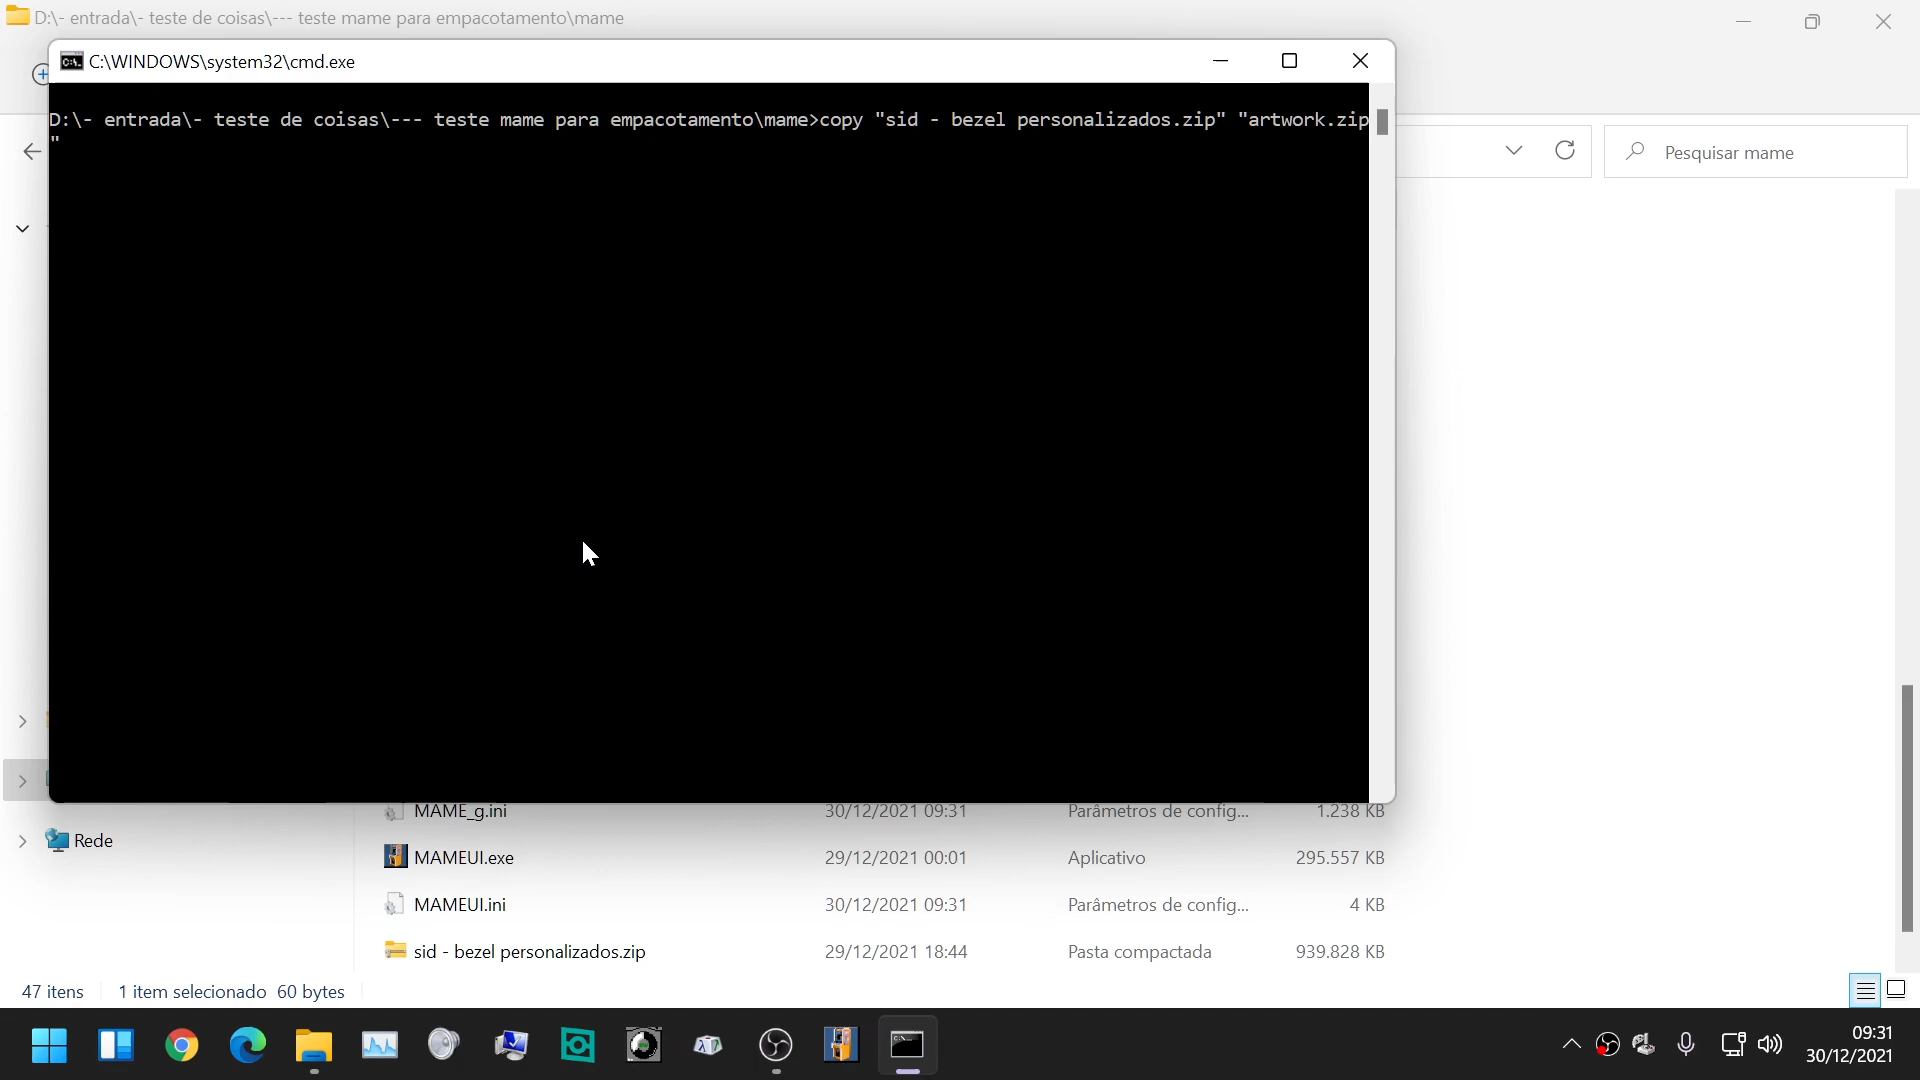 D:\- entrada\- teste de coisas\--- teste mame para empacotamento\mame
C:\WINDOWS\system32\cmd.exe
D:\- entrada\- teste de coisas\--- teste mame para empacotamento\mame>copy "sid - bezel personalizados.zip" "artwork.zip
"
Pesquisar mame
MAME_g.ini 30/12/2021 09:31 Parâmetros de config... 1.238 KB
Rede
MAMEUI.exe 29/12/2021 00:01 Aplicativo 295.557 KB
MAMEUI.ini 30/12/2021 09:31 Parâmetros de config... 4 KB
sid - bezel personalizados.zip 29/12/2021 18:44 Pasta compactada 939.828 KB
47 itens 1 item selecionado 60 bytes
09:31
30/12/2021